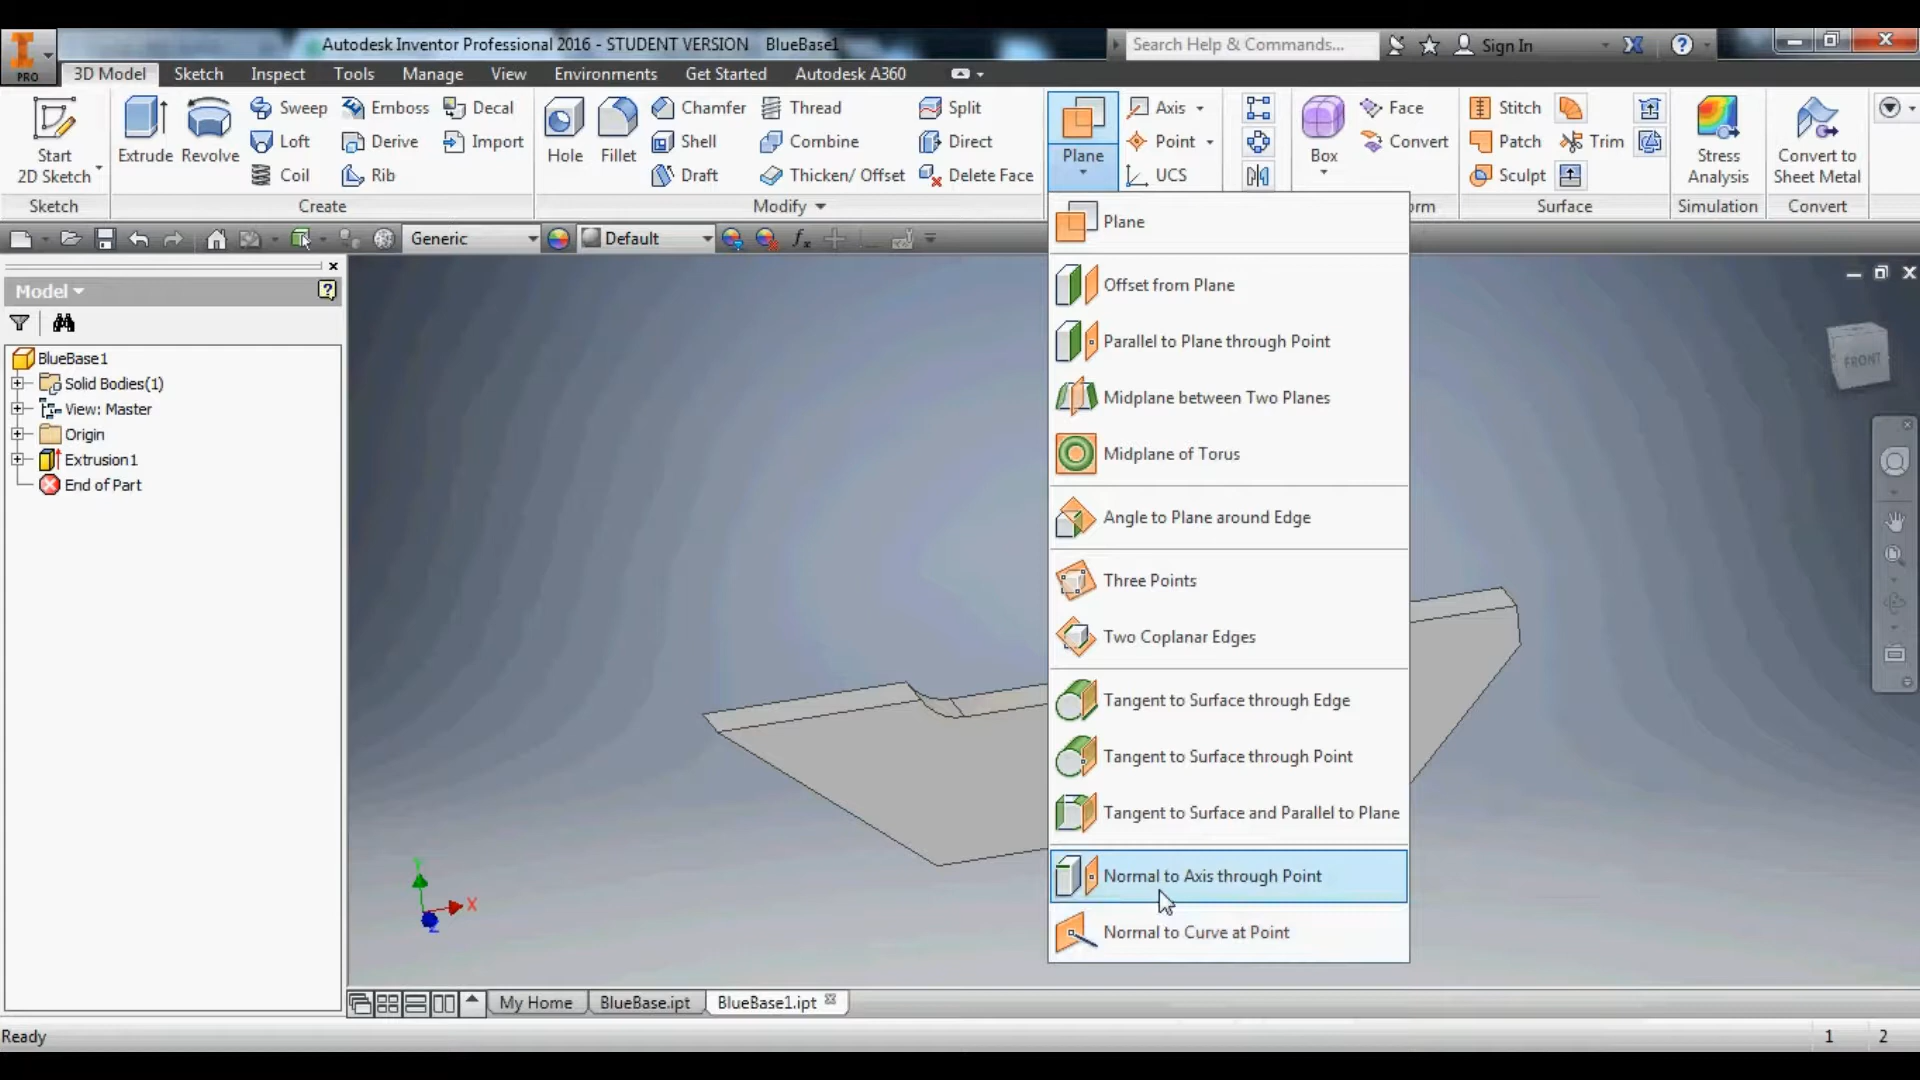 Autodesk Inventor Professional 2016 - STUDENT VERSION BlueBase1
Search Help & Commands...
Sign In
PRO
3D Model Sketch Inspect Tools Manage View Environments Get Started Autodesk A360
Start
2D Sketch
Extrude
Revolve
Sweep
Emboss
Decal
Loft
Derive
Import
Coil
Rib
Hole
Fillet
Chamfer
Thread
Split
Shell
Combine
Direct
Draft
Thicken/ Offset
Delete Face
Plane
Axis
Point
UCS
Box
Face
Convert
Stitch
Patch
Trim
Sculpt
Stress
Analysis
Convert to
Sheet Metal
Sketch
Create
Modify
orm
Surface
Simulation
Convert
Generic
Default
fx
Plane
Offset from Plane
Parallel to Plane through Point
Midplane between Two Planes
Midplane of Torus
Angle to Plane around Edge
Three Points
Two Coplanar Edges
Tangent to Surface through Edge
Tangent to Surface through Point
Tangent to Surface and Parallel to Plane
Normal to Axis through Point
Normal to Curve at Point
Model
BlueBase1
Solid Bodies(1)
View: Master
Origin
Extrusion1
End of Part
FRONT
Y
X
Z
My Home
BlueBase.ipt
BlueBase1.ipt
Ready
1
2